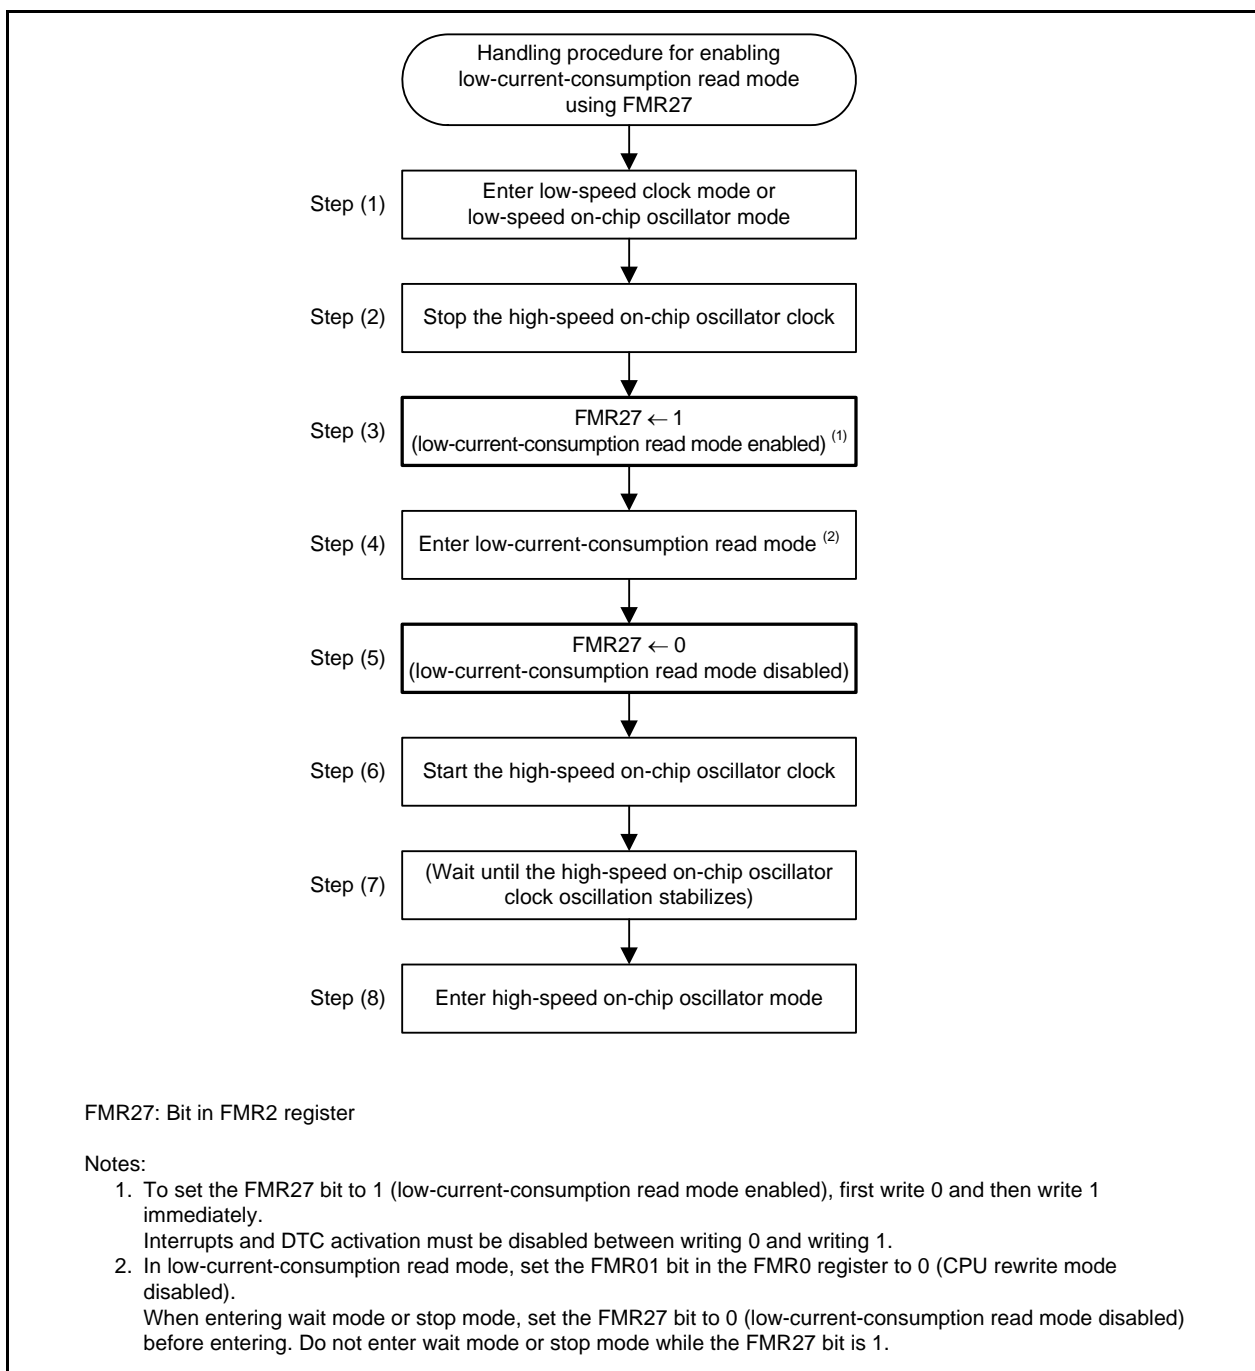 Handling procedure for enabling
low-current-consumption read mode
using FMR27
Step (1)
Enter low-speed clock mode or
low-speed on-chip oscillator mode
Step (2)
Stop the high-speed on-chip oscillator clock
Step (3)
FMR27 ← 1
(low-current-consumption read mode enabled) (1)
Step (4)
Enter low-current-consumption read mode (2)
Step (5)
FMR27 ← 0
(low-current-consumption read mode disabled)
Step (6)
Start the high-speed on-chip oscillator clock
Step (7)
(Wait until the high-speed on-chip oscillator
clock oscillation stabilizes)
Step (8)
Enter high-speed on-chip oscillator mode
FMR27: Bit in FMR2 register
Notes:
1. To set the FMR27 bit to 1 (low-current-consumption read mode enabled), first write 0 and then write 1
immediately.
Interrupts and DTC activation must be disabled between writing 0 and writing 1.
2. In low-current-consumption read mode, set the FMR01 bit in the FMR0 register to 0 (CPU rewrite mode
disabled).
When entering wait mode or stop mode, set the FMR27 bit to 0 (low-current-consumption read mode disabled)
before entering. Do not enter wait mode or stop mode while the FMR27 bit is 1.